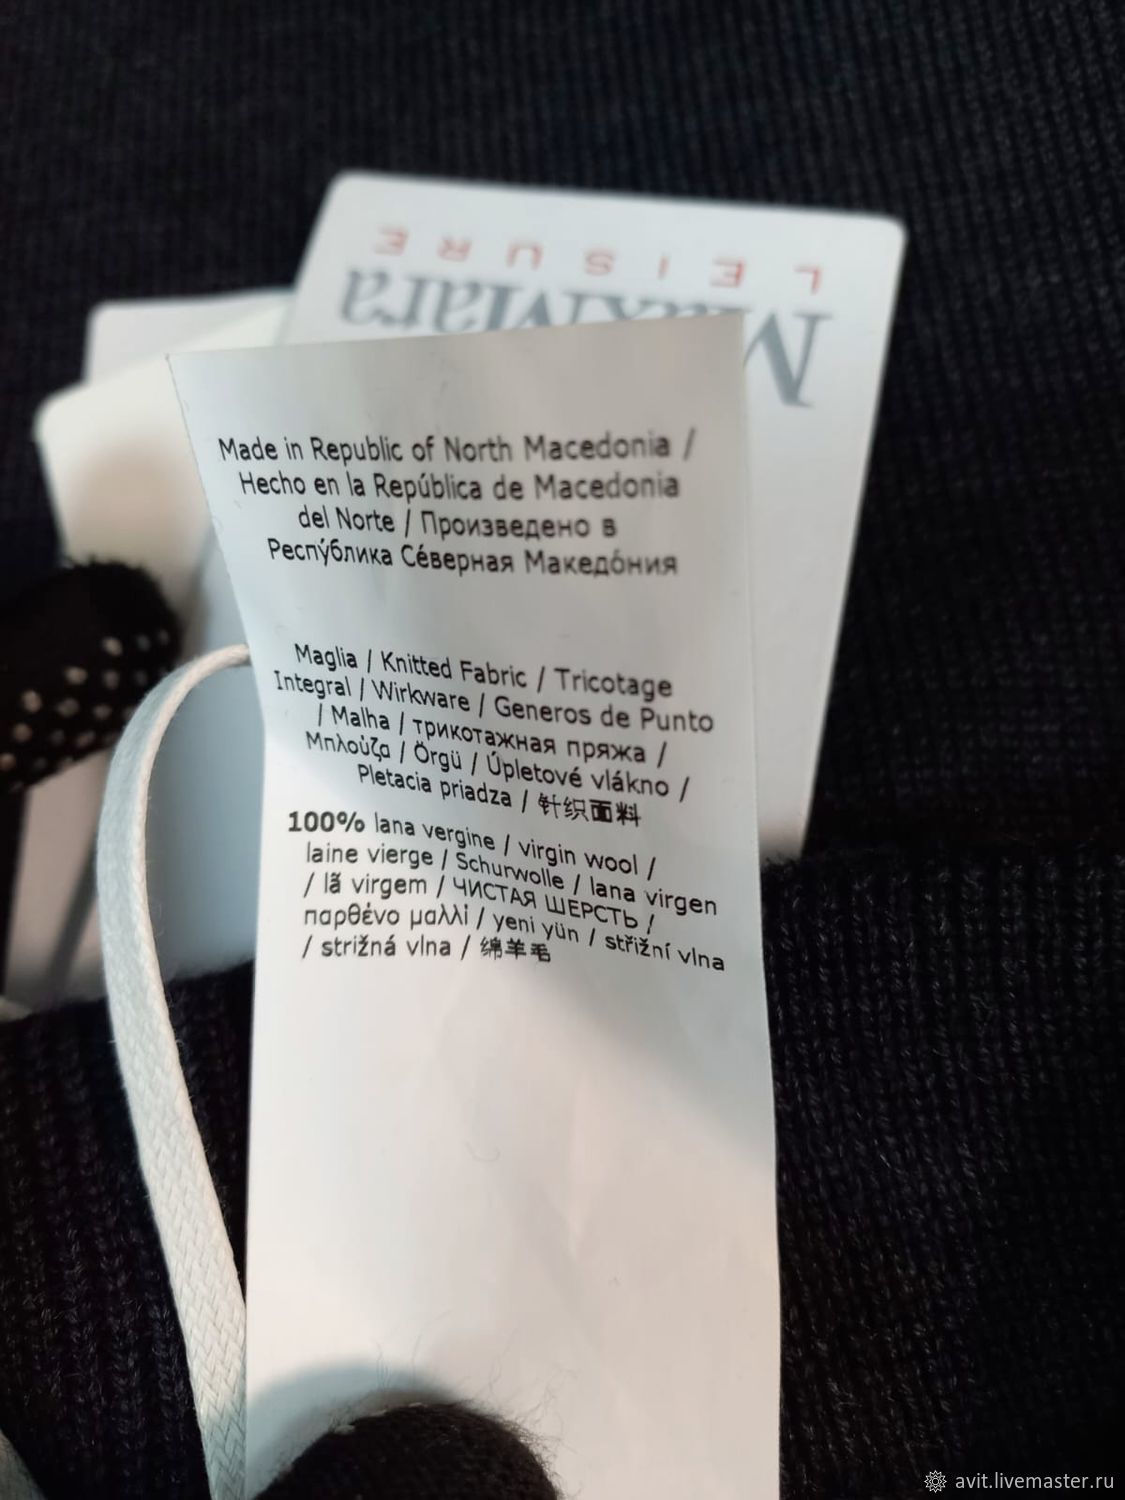 LEISURE
MaxMara
Made in Republic of North Macedonia /
Hecho en la República de Macedonia
del Norte / Произведено в
Респу́блика Се́верная Македо́ния
Maglia / Knitted Fabric / Tricotage
Integral / Wirkware / Generos de Punto
/ Malha / трикотажная пряжа /
Μπλούζα / Örgü / Úpletové vlákno /
Pletacia priadza / 针织面料
100% lana vergine / virgin wool /
laine vierge / Schurwolle / lana virgen
/ lã virgem / ЧИСТАЯ ШЕРСТЬ /
παρθένο μαλλί / yeni yün / střižní vlna
/ strižná vlna / 绵羊毛
avit.livemaster.ru